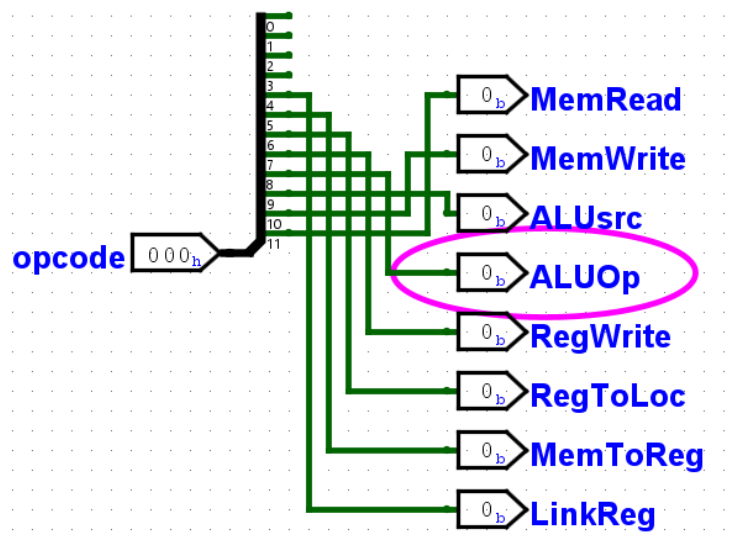 0
1
2
3
4
5
6
7
8
9
10
11
opcode 000h
0b MemRead
0b MemWrite
0b ALUsrc
0b ALUOp
0b RegWrite
0b RegToLoc
0b MemToReg
0b LinkReg